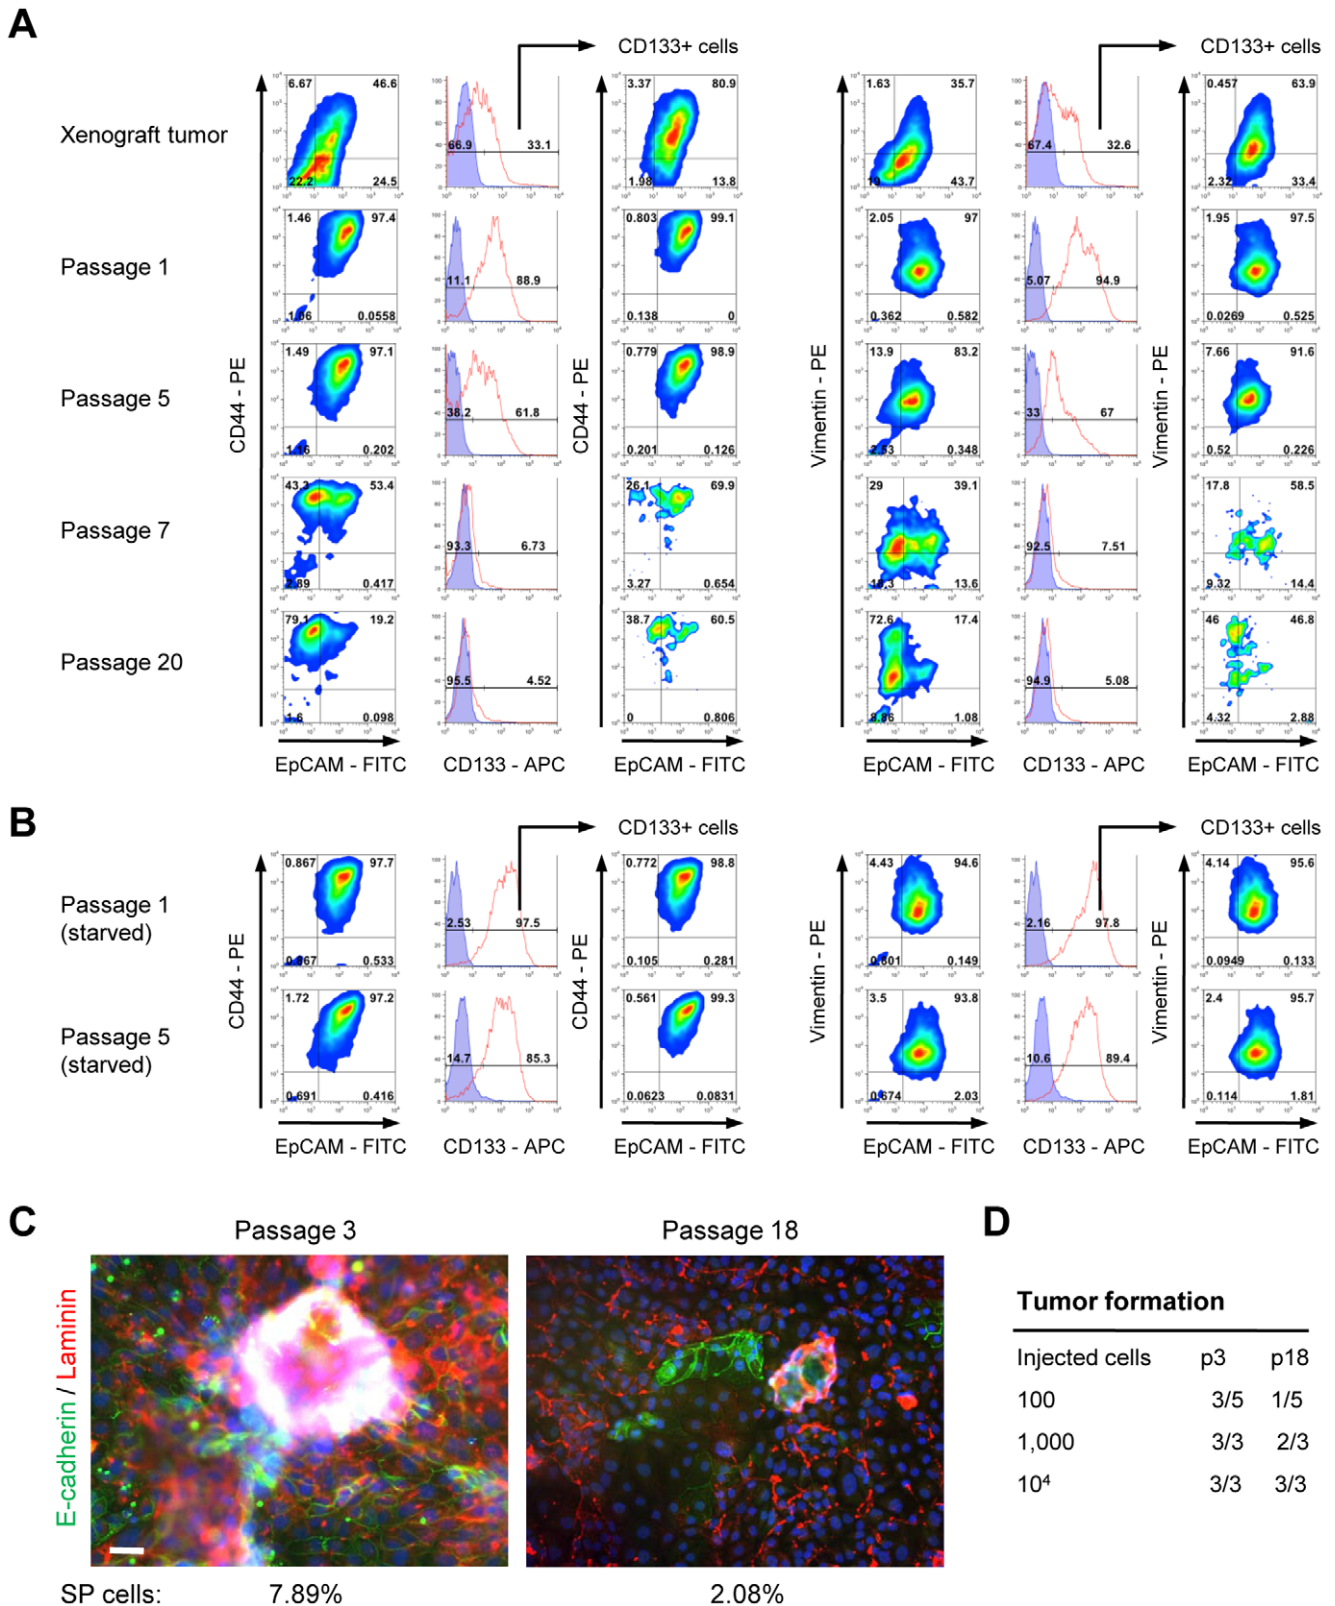 A
CD133+ cells
CD133+ cells
Xenograft tumor
6.67 46.6
22.2 24.5
66.9 33.1
3.37 80.9
1.98 13.8
1.63 35.7
19 43.7
67.4 32.6
0.457 63.9
2.32 33.4
Passage 1
1.46 97.4
1.06 0.0558
11.1 88.9
0.803 99.1
0.138 0
2.05 97
0.362 0.582
5.07 94.9
1.95 97.5
0.0269 0.525
Passage 5
1.49 97.1
1.16 0.202
38.2 61.8
0.779 98.9
0.201 0.126
13.9 83.2
2.53 0.348
33 67
7.66 91.6
0.52 0.226
Passage 7
43.3 53.4
2.89 0.417
93.3 6.73
26.1 69.9
3.27 0.654
29 39.1
18.3 13.6
92.5 7.51
17.8 58.5
9.32 14.4
Passage 20
79.1 19.2
1.6 0.098
95.5 4.52
38.7 60.5
0 0.806
72.6 17.4
8.86 1.08
94.9 5.08
46 46.8
4.32 2.88
CD44 - PE
CD44 - PE
Vimentin - PE
Vimentin - PE
EpCAM - FITC
CD133 - APC
EpCAM - FITC
EpCAM - FITC
CD133 - APC
EpCAM - FITC
B
CD133+ cells
CD133+ cells
Passage 1
(starved)
0.867 97.7
0.867 0.533
2.53 97.5
0.772 98.8
0.105 0.281
4.43 94.6
0.801 0.149
2.16 97.8
4.14 95.6
0.0949 0.133
Passage 5
(starved)
1.72 97.2
0.691 0.416
14.7 85.3
0.561 99.3
0.0623 0.0831
3.5 93.8
0.674 2.03
10.6 89.4
2.4 95.7
0.114 1.81
CD44 - PE
CD44 - PE
Vimentin - PE
Vimentin - PE
EpCAM - FITC
CD133 - APC
EpCAM - FITC
EpCAM - FITC
CD133 - APC
EpCAM - FITC
C
Passage 3
Passage 18
E-cadherin / Laminin
SP cells: 7.89% 2.08%
D
Tumor formation
Injected cells p3 p18
100 3/5 1/5
1,000 3/3 2/3
10⁴ 3/3 3/3